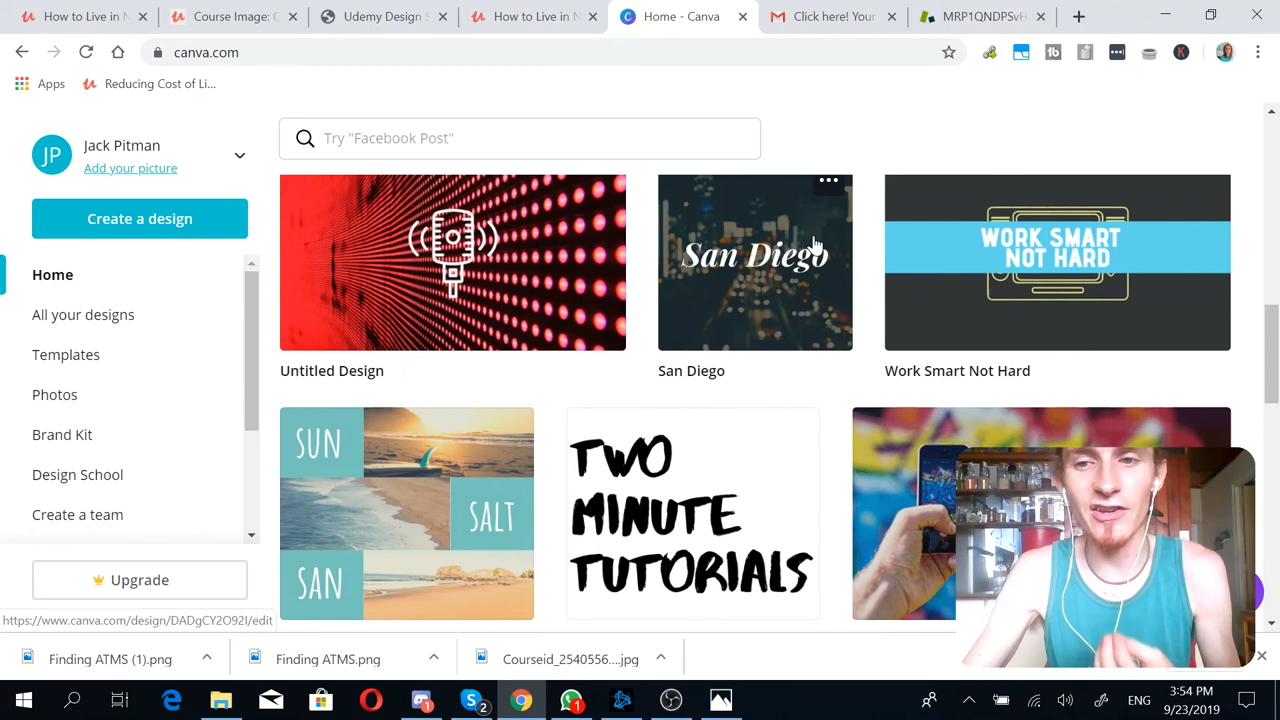 How to Live in N
Course Image: C
Udemy Design S
How to Live in N
Home - Canva
Click here! Your
MRP1QNDPSvH
canva.com
Apps
Reducing Cost of Li...
JP
Jack Pitman
Add your picture
Try "Facebook Post"
Create a design
Home
All your designs
Templates
Photos
Brand Kit
Design School
Create a team
Upgrade
San Diego
WORK SMART
NOT HARD
Untitled Design
San Diego
Work Smart Not Hard
SUN
SALT
SAN
TWO
MINUTE
TUTORIALS
https://www.canva.com/design/DADgCY2O92I/edit
Finding ATMS (1).png
Finding ATMS.png
Courseid_2540556....jpg
ENG
3:54 PM
9/23/2019